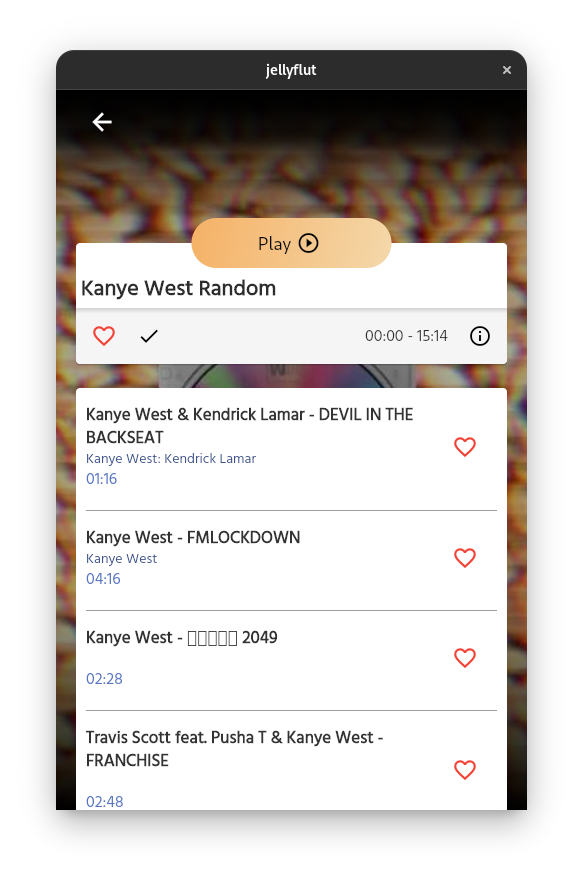 jellyflut
Play
Kanye West Random
00:00 - 15:14
Kanye West & Kendrick Lamar - DEVIL IN THE
BACKSEAT
Kanye West: Kendrick Lamar
01:16
Kanye West - FMLOCKDOWN
Kanye West
04:16
Kanye West - 2049
02:28
Travis Scott feat. Pusha T & Kanye West -
FRANCHISE
02:48